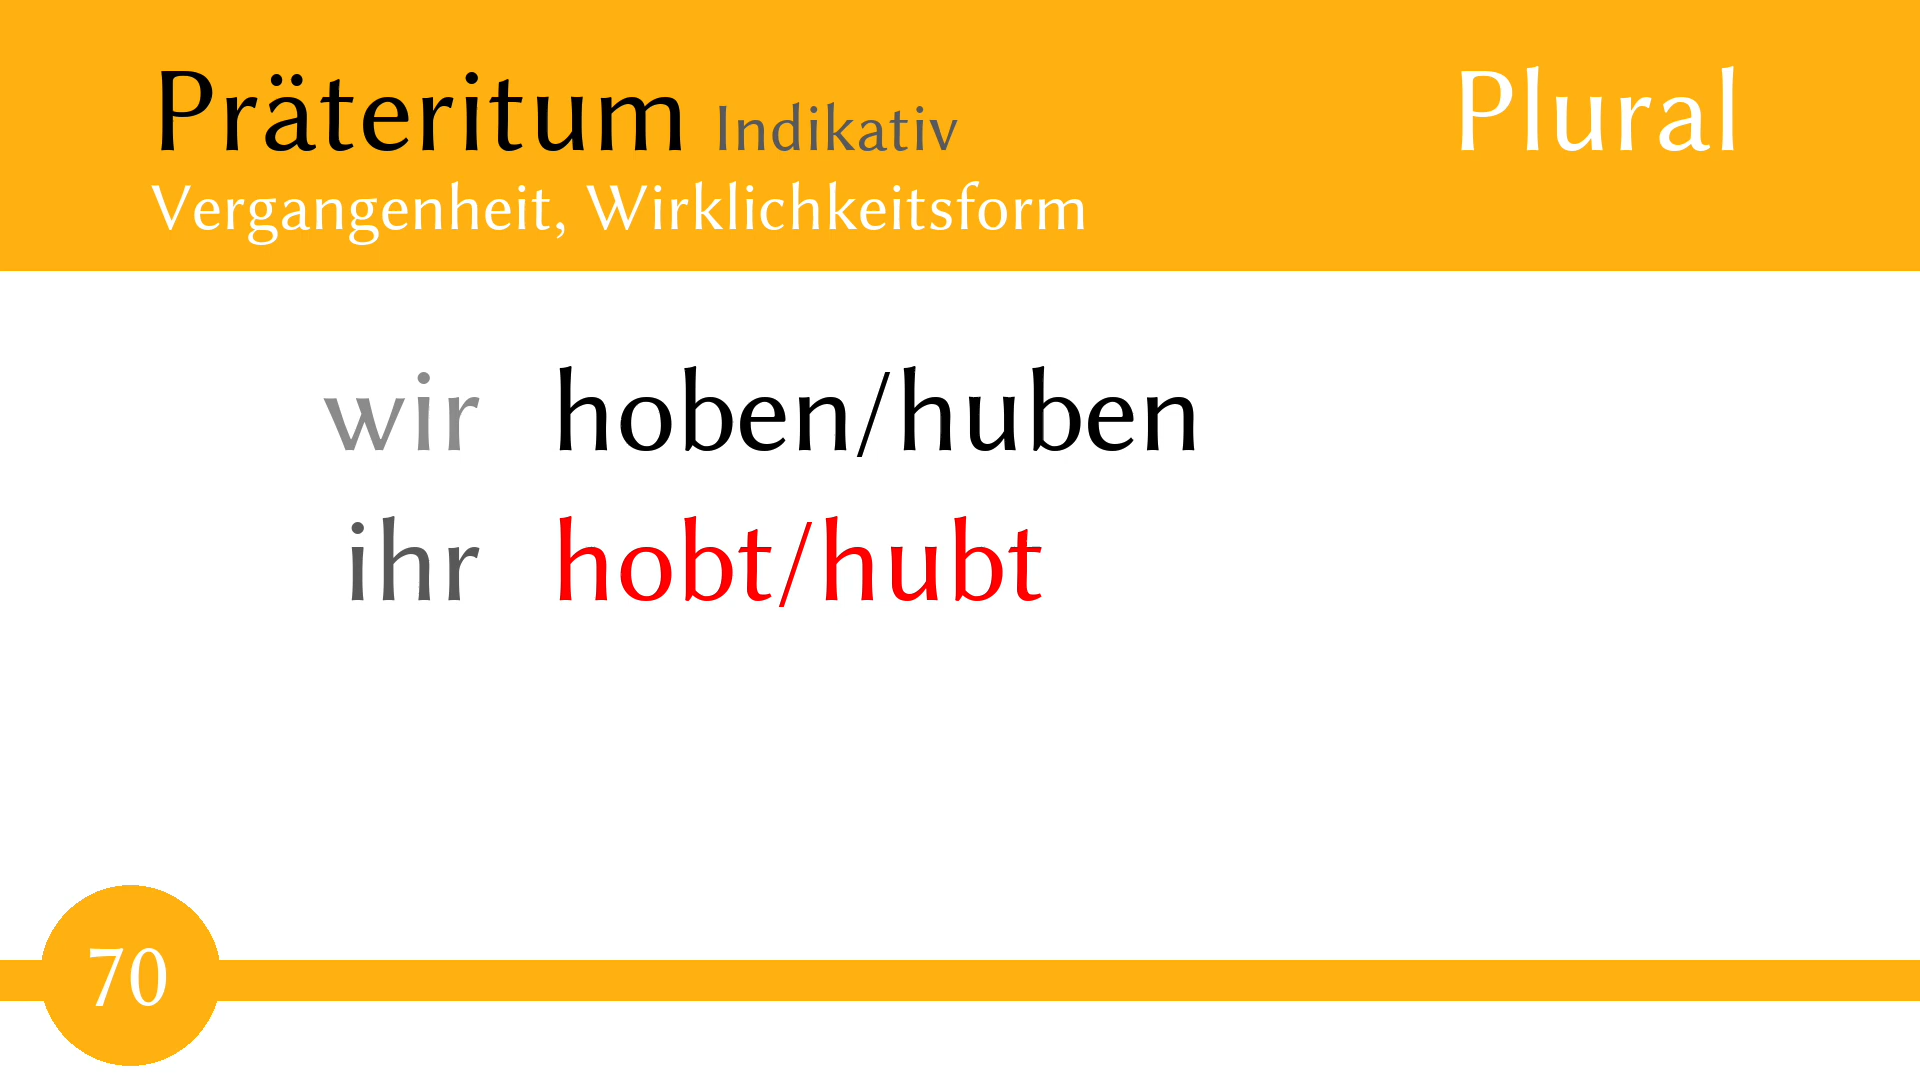 Präteritum Indikativ Plural
Vergangenheit, Wirklichkeitsform
wir hoben/huben
ihr hobt/hubt
70